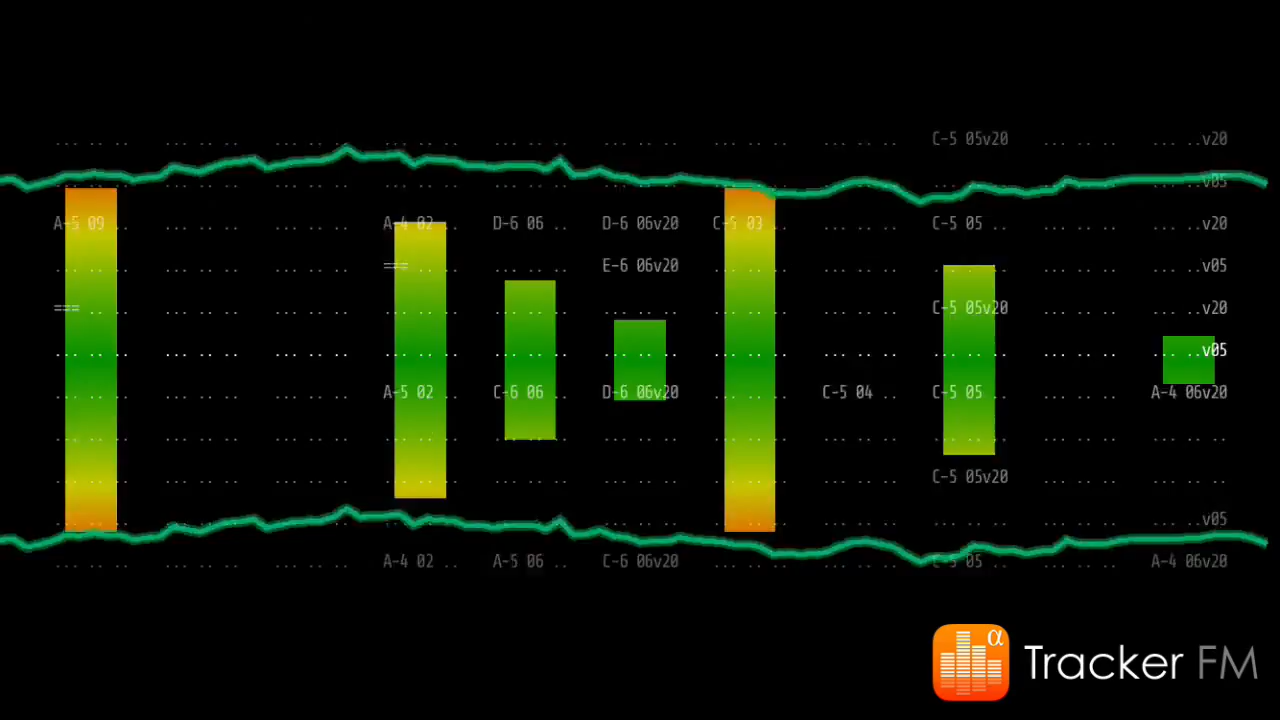 ... .. .. ... .. .. ... .. .. ... .. .. ... .. .. ... .. .. ... .. .. ... .. .. C-5 05v20 ... .. .. ... ..v20
... .. .. ... .. .. ... .. .. ... .. .. ... .. .. ... .. .. ... .. .. ... .. .. ... .. .. ... .. .. ... ..v05
A-5 09 .. ... .. .. ... .. .. A-4 02 .. D-6 06 .. D-6 06v20 C-5 03 .. ... .. .. C-5 05 .. ... .. .. ... ..v20
... .. .. ... .. .. ... .. .. === .. .. ... .. .. E-6 06v20 ... .. .. ... .. .. ... .. .. ... .. .. ... ..v05
=== .. .. ... .. .. ... .. .. ... .. .. ... .. .. ... .. .. ... .. .. ... .. .. C-5 05v20 ... .. .. ... ..v20
... .. .. ... .. .. ... .. .. ... .. .. ... .. .. ... .. .. ... .. .. ... .. .. ... .. .. ... .. .. ... ..v05
... .. .. ... .. .. ... .. .. A-5 02 .. C-6 06 .. D-6 06v20 ... .. .. C-5 04 .. C-5 05 .. ... .. .. A-4 06v20
... .. .. ... .. .. ... .. .. ... .. .. ... .. .. ... .. .. ... .. .. ... .. .. ... .. .. ... .. .. ... .. ..
... .. .. ... .. .. ... .. .. ... .. .. ... .. .. ... .. .. ... .. .. ... .. .. C-5 05v20 ... .. .. ... .. ..
... .. .. ... .. .. ... .. .. ... .. .. ... .. .. ... .. .. ... .. .. ... .. .. ... .. .. ... .. .. ... ..v05
... .. .. ... .. .. ... .. .. A-4 02 .. A-5 06 .. C-6 06v20 ... .. .. ... .. .. C-5 05 .. ... .. .. A-4 06v20
α
Tracker FM